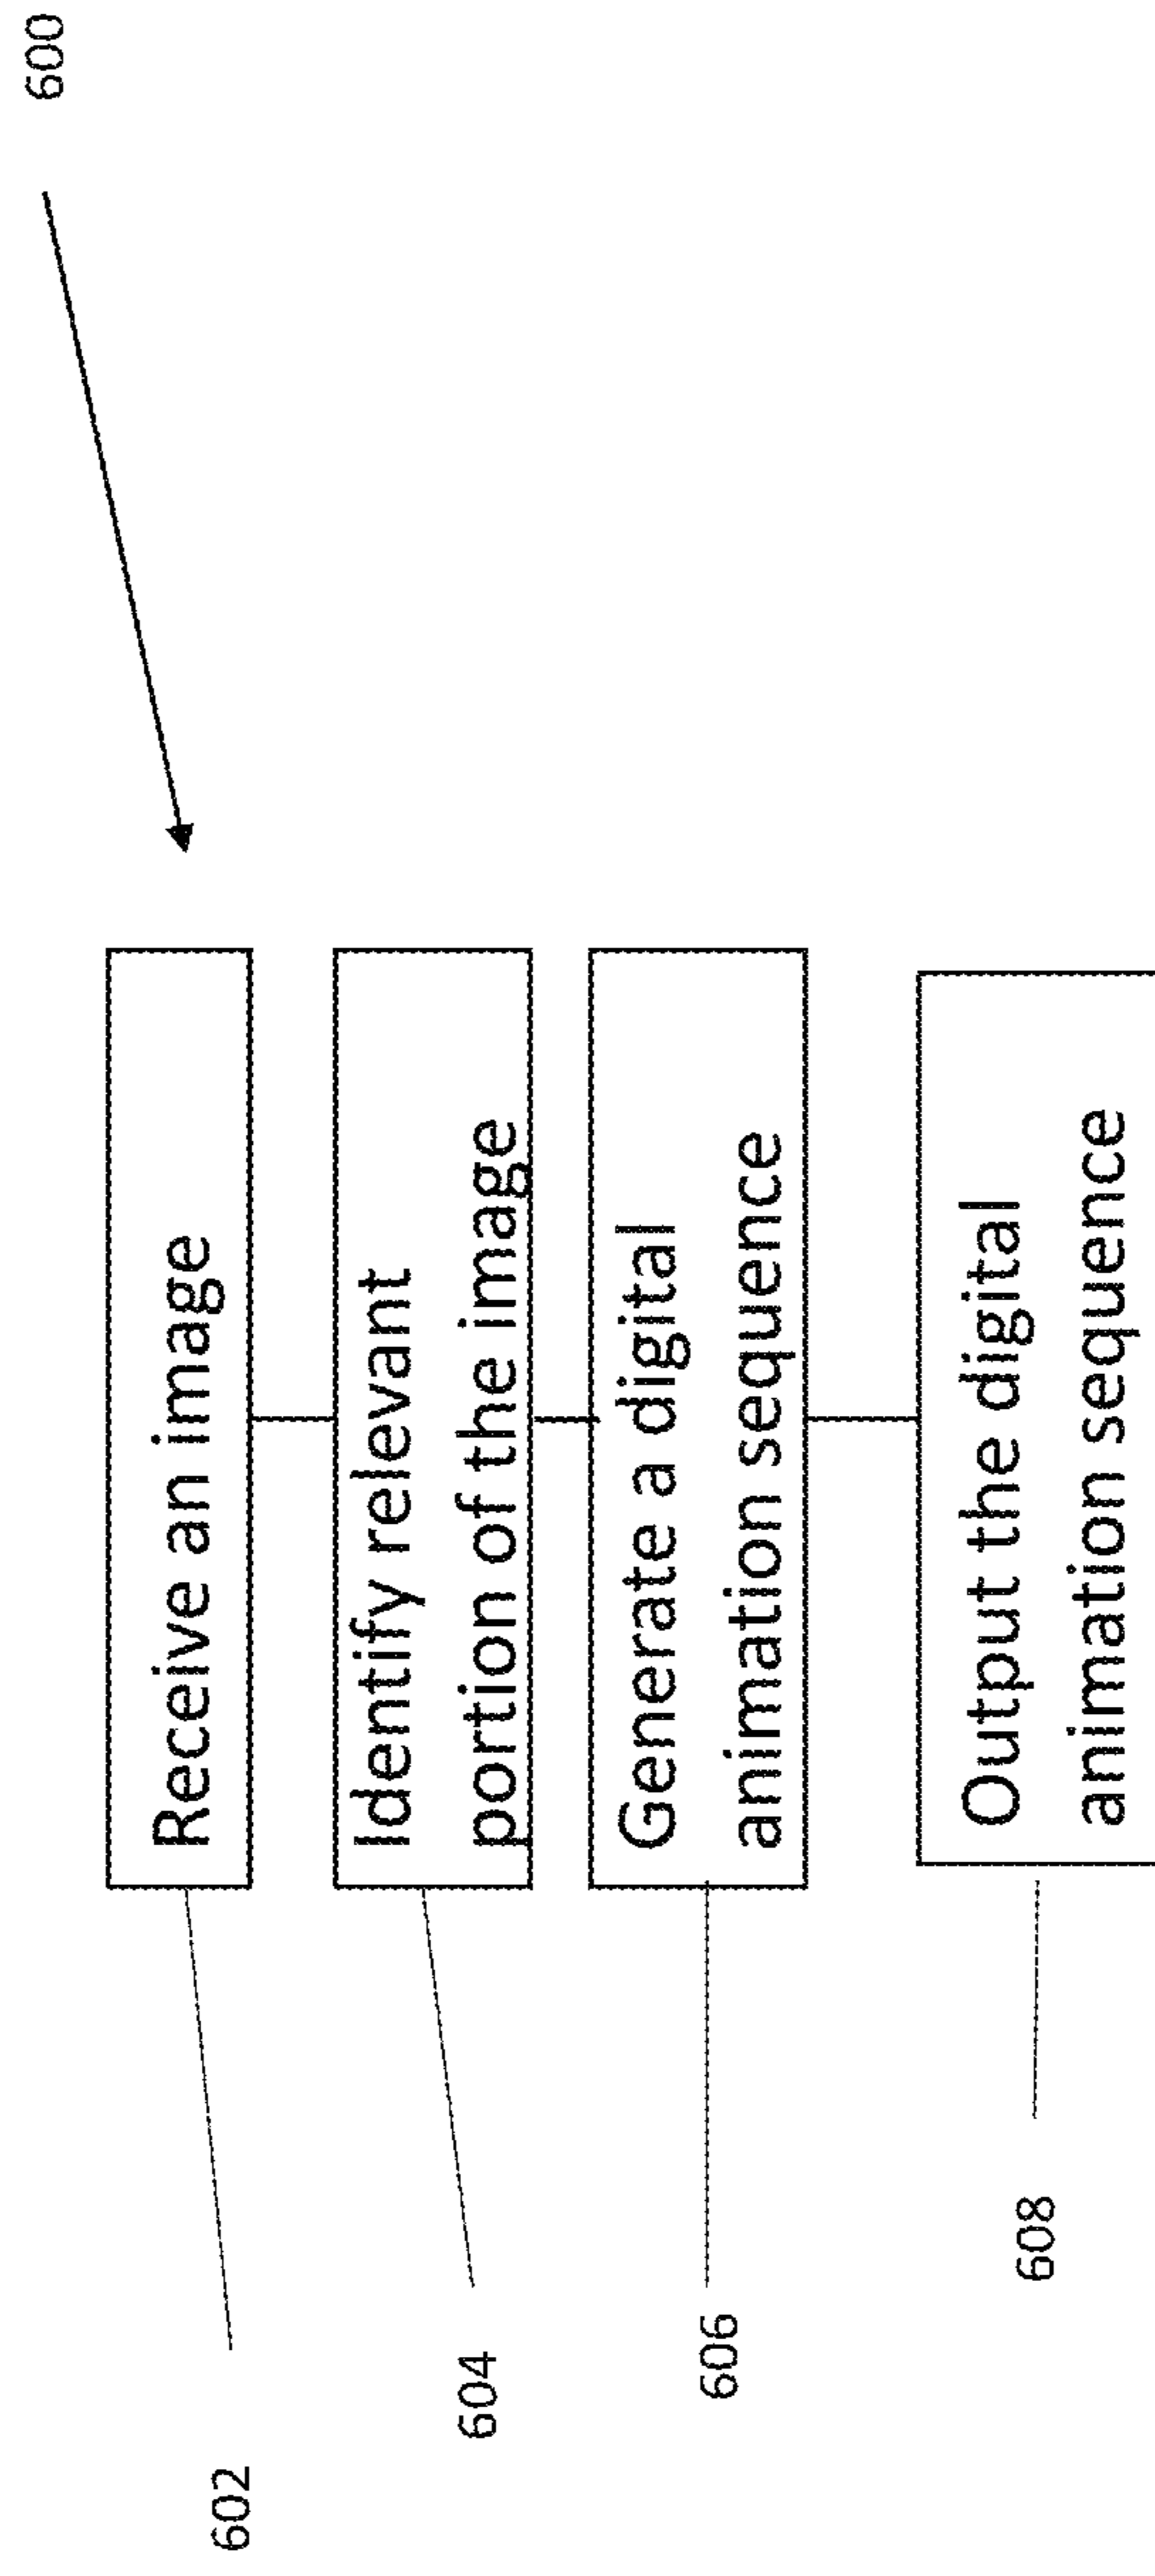 600
602
Receive an image
604
Identify relevant
portion of the image
606
Generate a digital
animation sequence
608
Output the digital
animation sequence